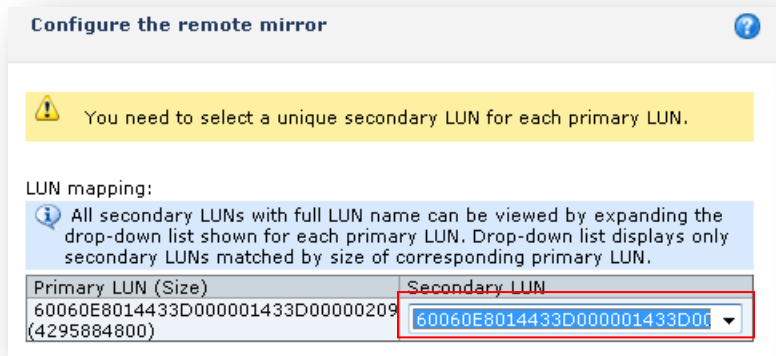 Configure the remote mirror
You need to select a unique secondary LUN for each primary LUN.
LUN mapping:
All secondary LUNs with full LUN name can be viewed by expanding the
drop-down list shown for each primary LUN. Drop-down list displays only
secondary LUNs matched by size of corresponding primary LUN.
Primary LUN (Size) Secondary LUN
60060E8014433D000001433D00000209 60060E8014433D000001433D00
(4295884800)